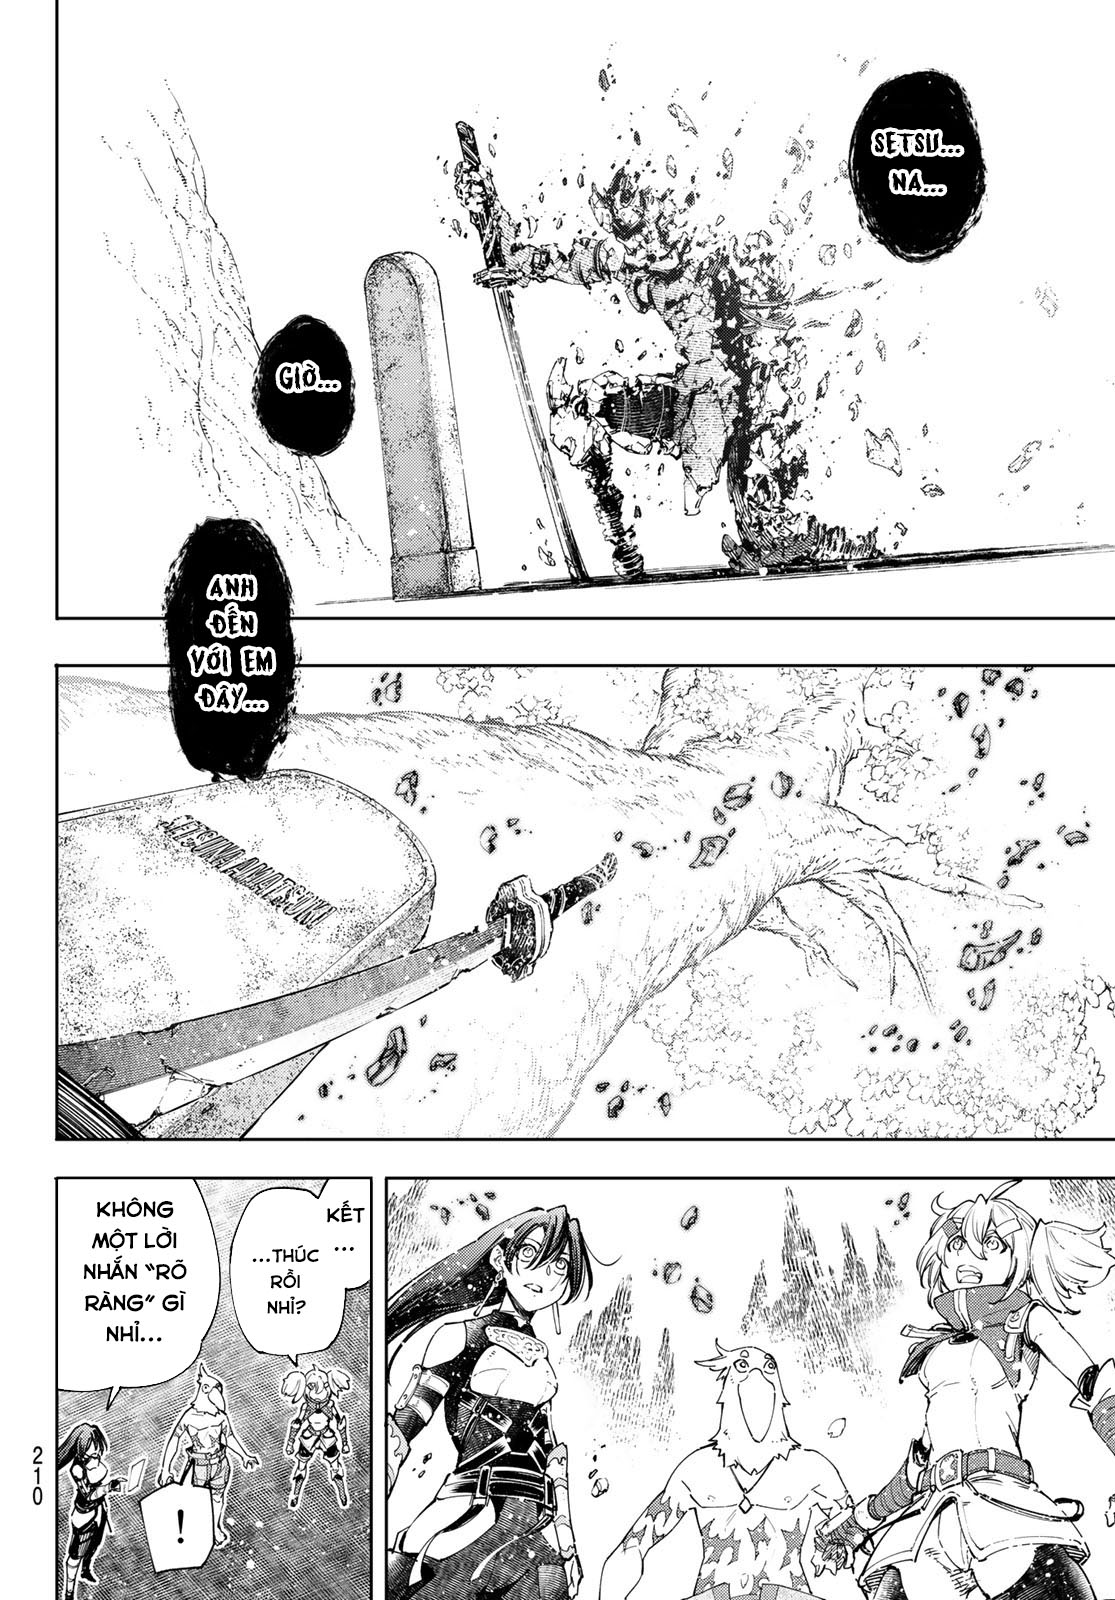 SETSU...
NA...
GIỜ...
ANH
ĐẾN
VỚI EM
ĐÂY...
SETSUNA AUMATSUKI
KẾT
...
...THÚC
RỒI
NHỈ?
KHÔNG
MỘT LỜI
NHẮN “RÕ
RÀNG” GÌ
NHỈ...
!
210